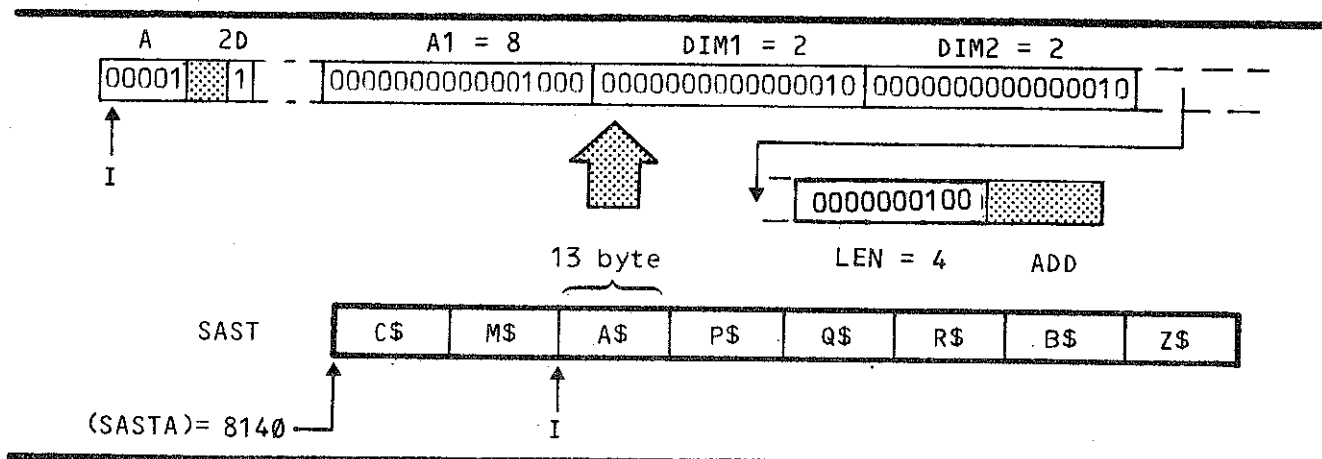 A 2D A1 = 8 DIM1 = 2 DIM2 = 2
00001 1 0000000000001000 0000000000000010 0000000000000010
I
0000000100
LEN = 4 ADD
13 byte
SAST C$ M$ A$ P$ Q$ R$ B$ Z$
(SASTA)= 8140
I